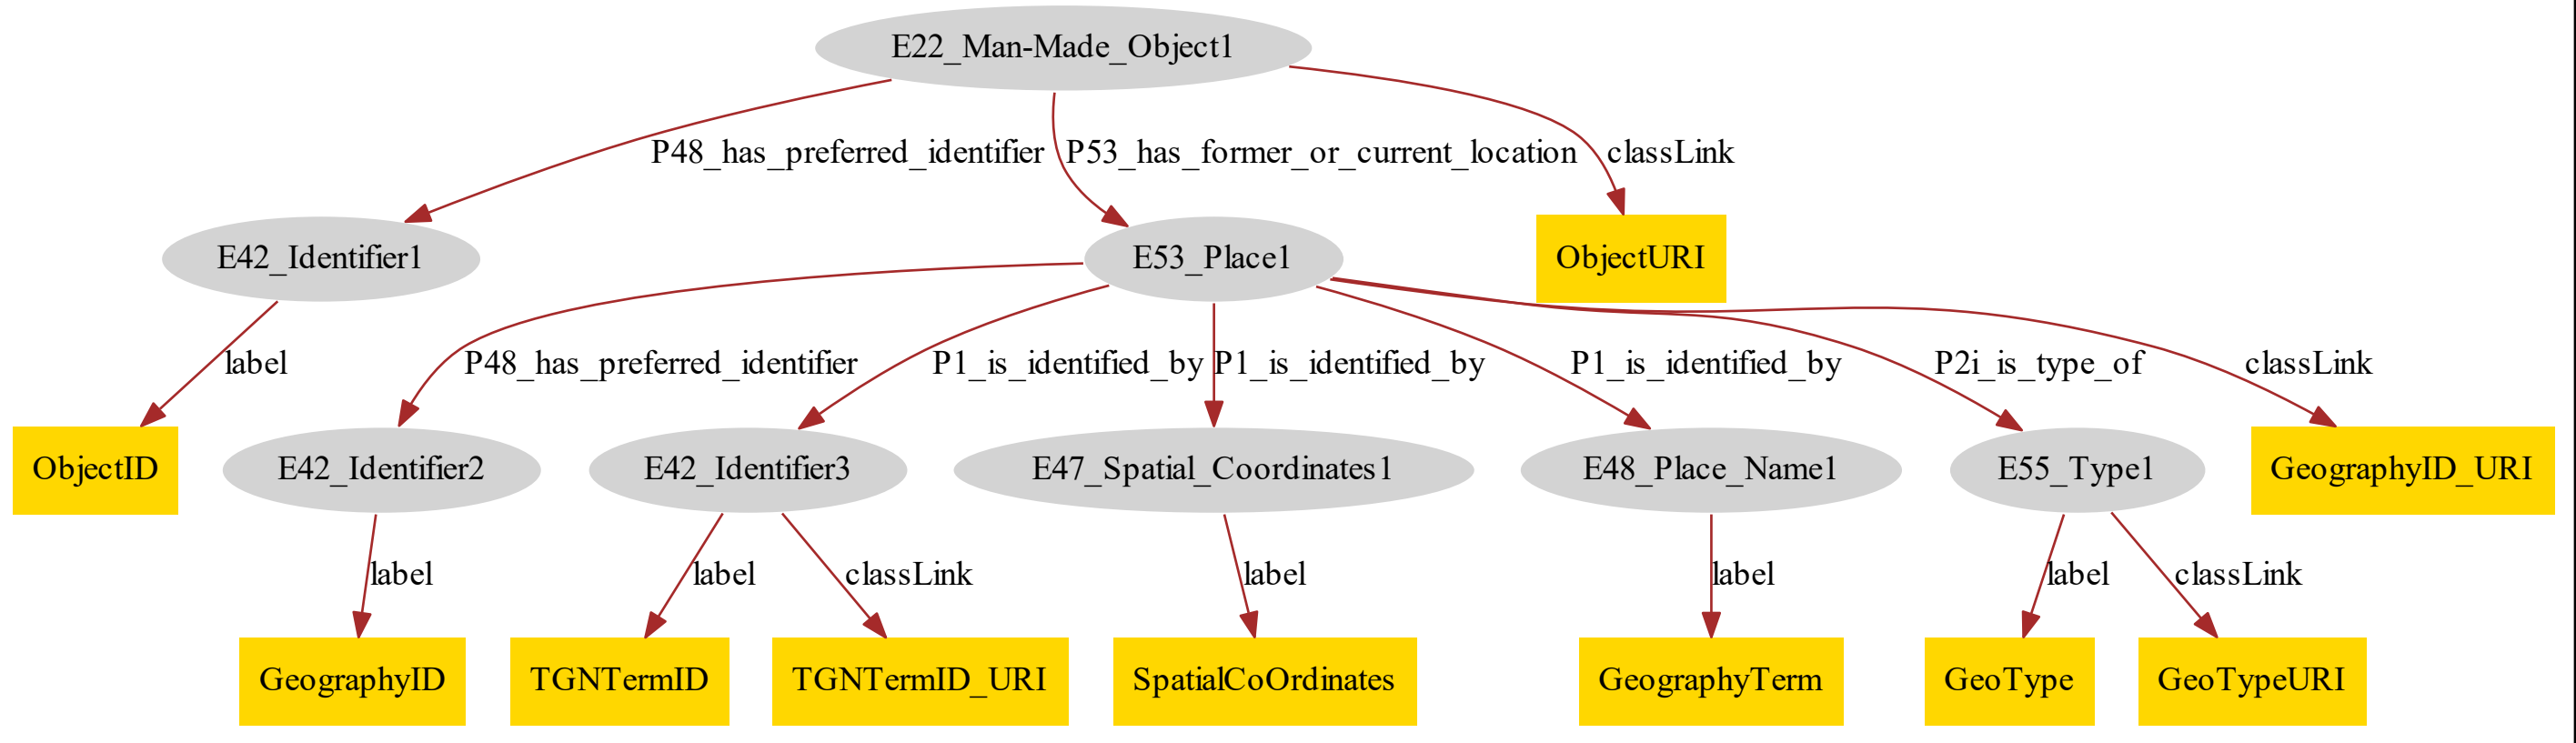 E22_Man-Made_Object1
P48_has_preferred_identifier
P53_has_former_or_current_location
classLink
E42_Identifier1
E53_Place1
ObjectURI
label
P48_has_preferred_identifier
P1_is_identified_by
P1_is_identified_by
P1_is_identified_by
P2i_is_type_of
classLink
ObjectID
E42_Identifier2
E42_Identifier3
E47_Spatial_Coordinates1
E48_Place_Name1
E55_Type1
GeographyID_URI
label
label
classLink
label
label
label
classLink
GeographyID
TGNTermID
TGNTermID_URI
SpatialCoOrdinates
GeographyTerm
GeoType
GeoTypeURI